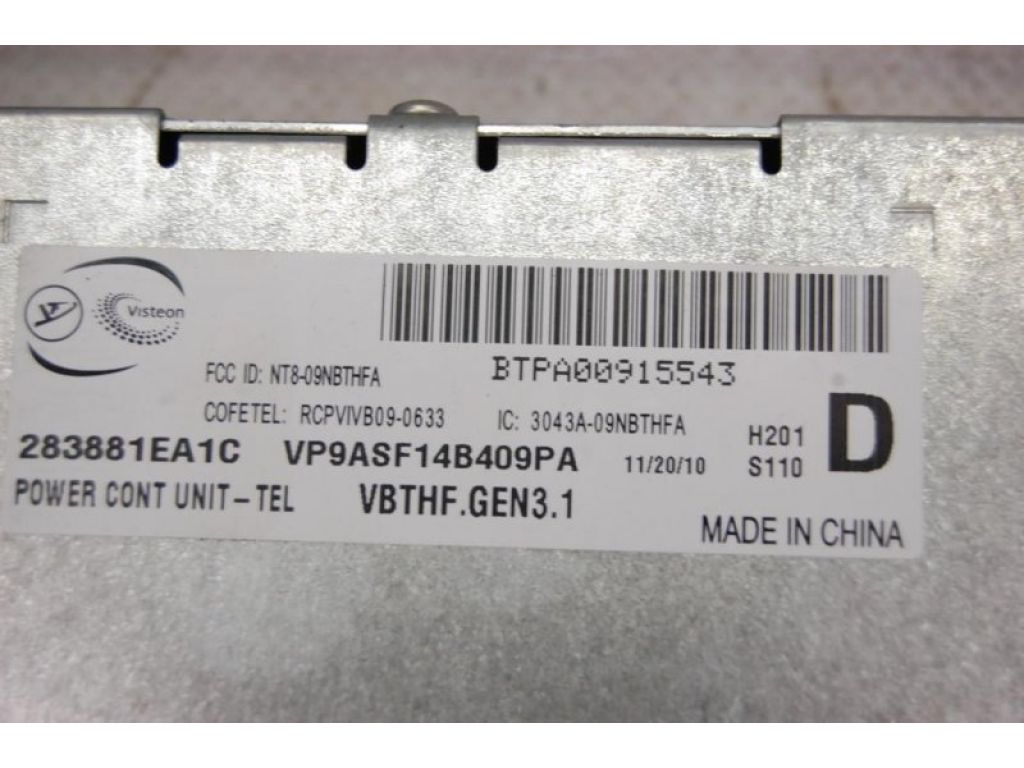 Visteon
BTPA00915543
FCC ID: NT8-09NBTHFA
COFETEL: RCPVIVB09-0633 IC: 3043A-09NBTHFA
283881EA1C VP9ASF14B409PA 11/20/10 H201 S110 D
POWER CONT UNIT-TEL VBTHF.GEN3.1
MADE IN CHINA